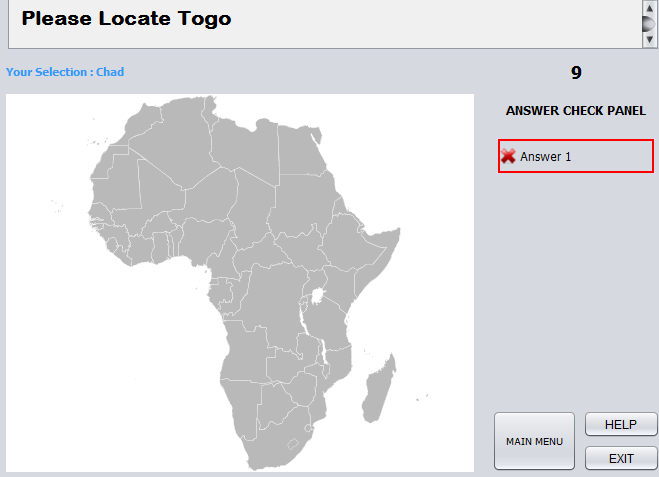 Please Locate Togo
Your Selection : Chad
9
ANSWER CHECK PANEL
Answer 1
MAIN MENU
HELP
EXIT